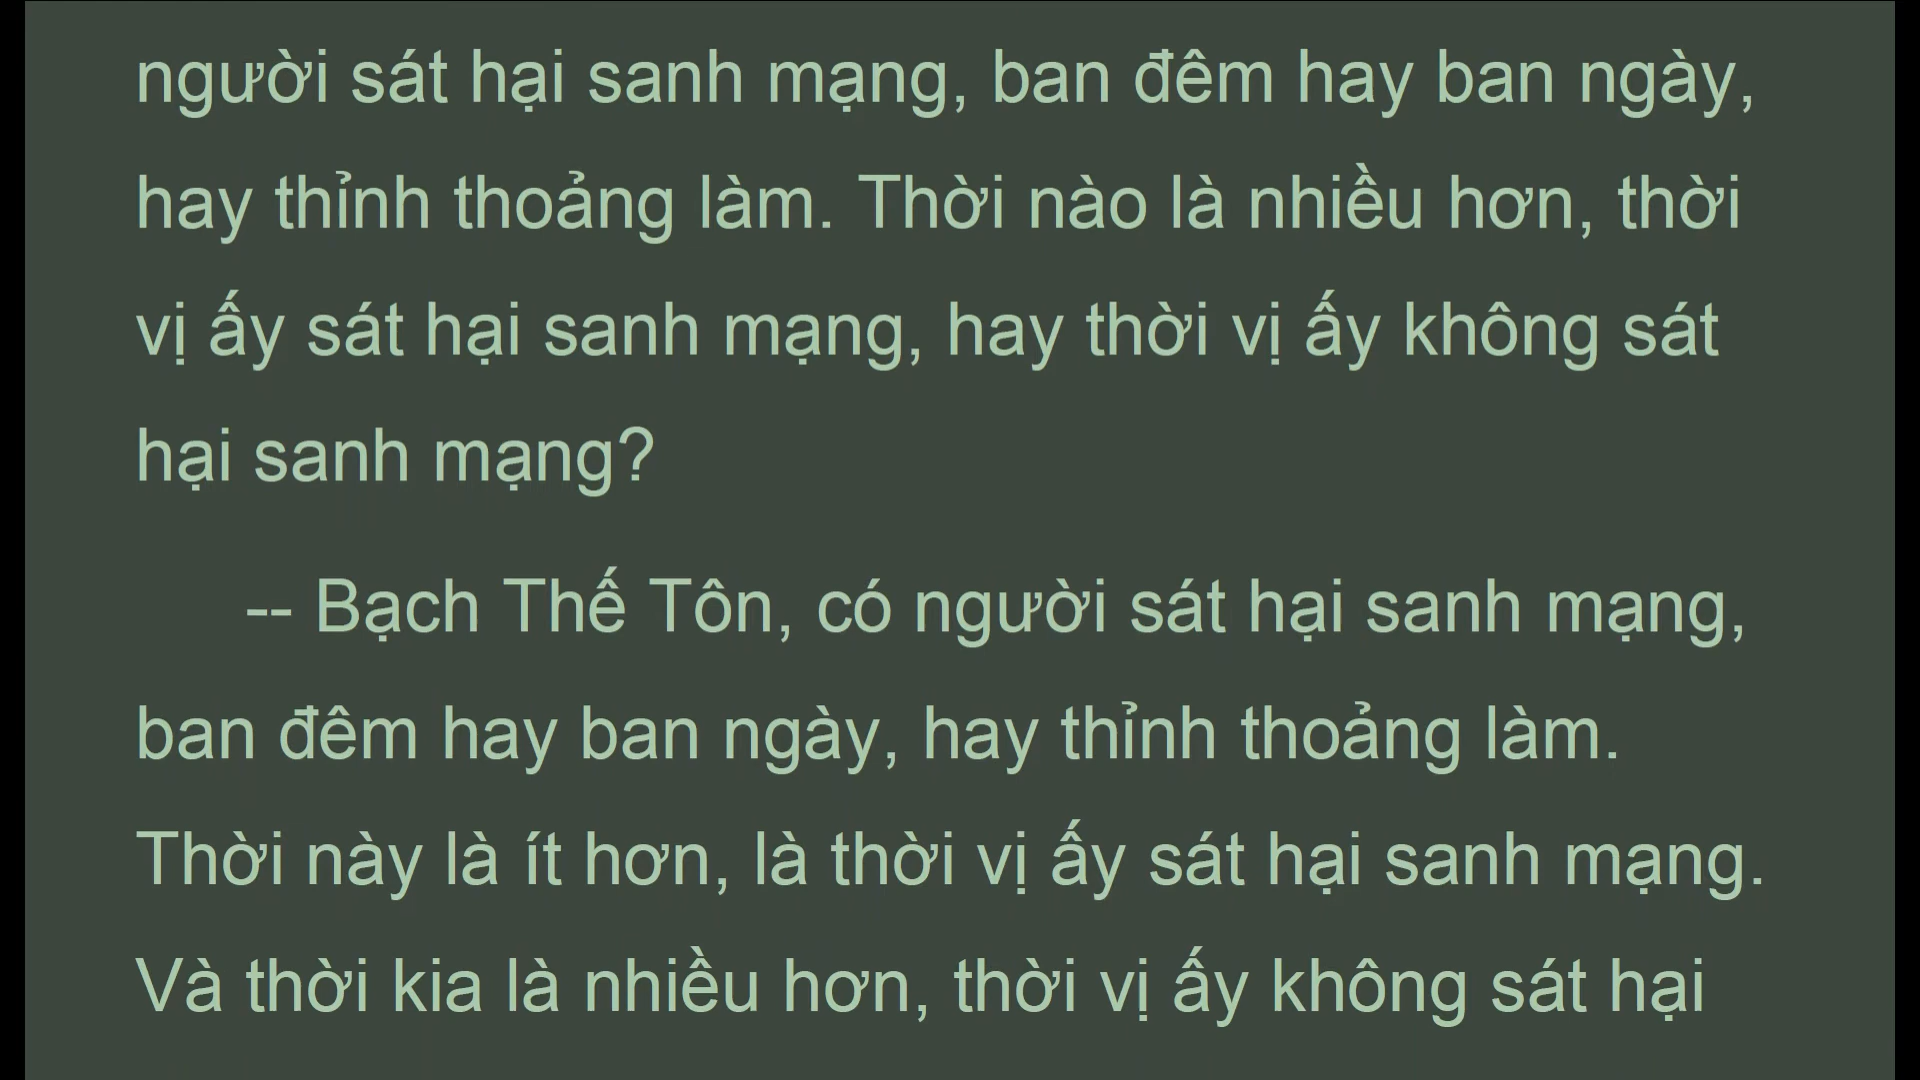 người sát hại sanh mạng, ban đêm hay ban ngày,
hay thỉnh thoảng làm. Thời nào là nhiều hơn, thời
vị ấy sát hại sanh mạng, hay thời vị ấy không sát
hại sanh mạng?
-- Bạch Thế Tôn, có người sát hại sanh mạng,
ban đêm hay ban ngày, hay thỉnh thoảng làm.
Thời này là ít hơn, là thời vị ấy sát hại sanh mạng.
Và thời kia là nhiều hơn, thời vị ấy không sát hại